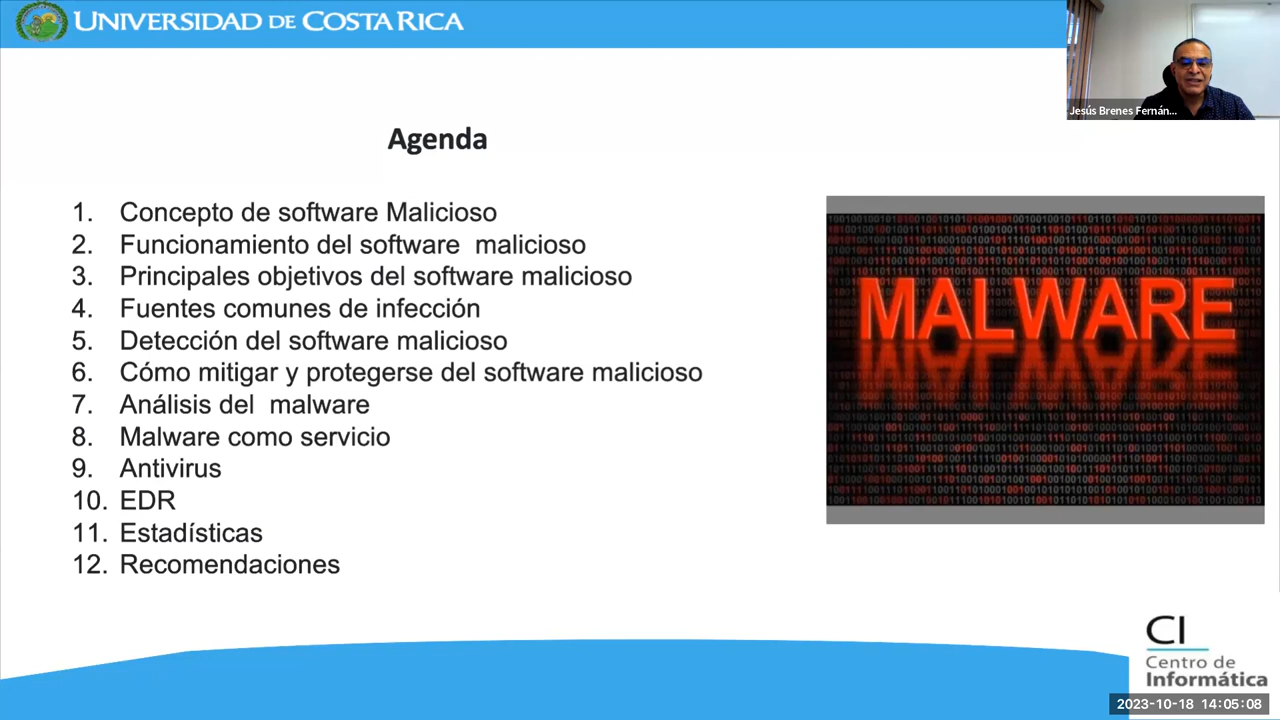 UNIVERSIDAD DE COSTA RICA
Jesús Brenes Fernán...
Agenda
1. Concepto de software Malicioso
2. Funcionamiento del software malicioso
3. Principales objetivos del software malicioso
4. Fuentes comunes de infección
5. Detección del software malicioso
6. Cómo mitigar y protegerse del software malicioso
7. Análisis del malware
8. Malware como servicio
9. Antivirus
10. EDR
11. Estadísticas
12. Recomendaciones
MALWARE
CI
Centro de
Informática
2023-10-18 14:05:08